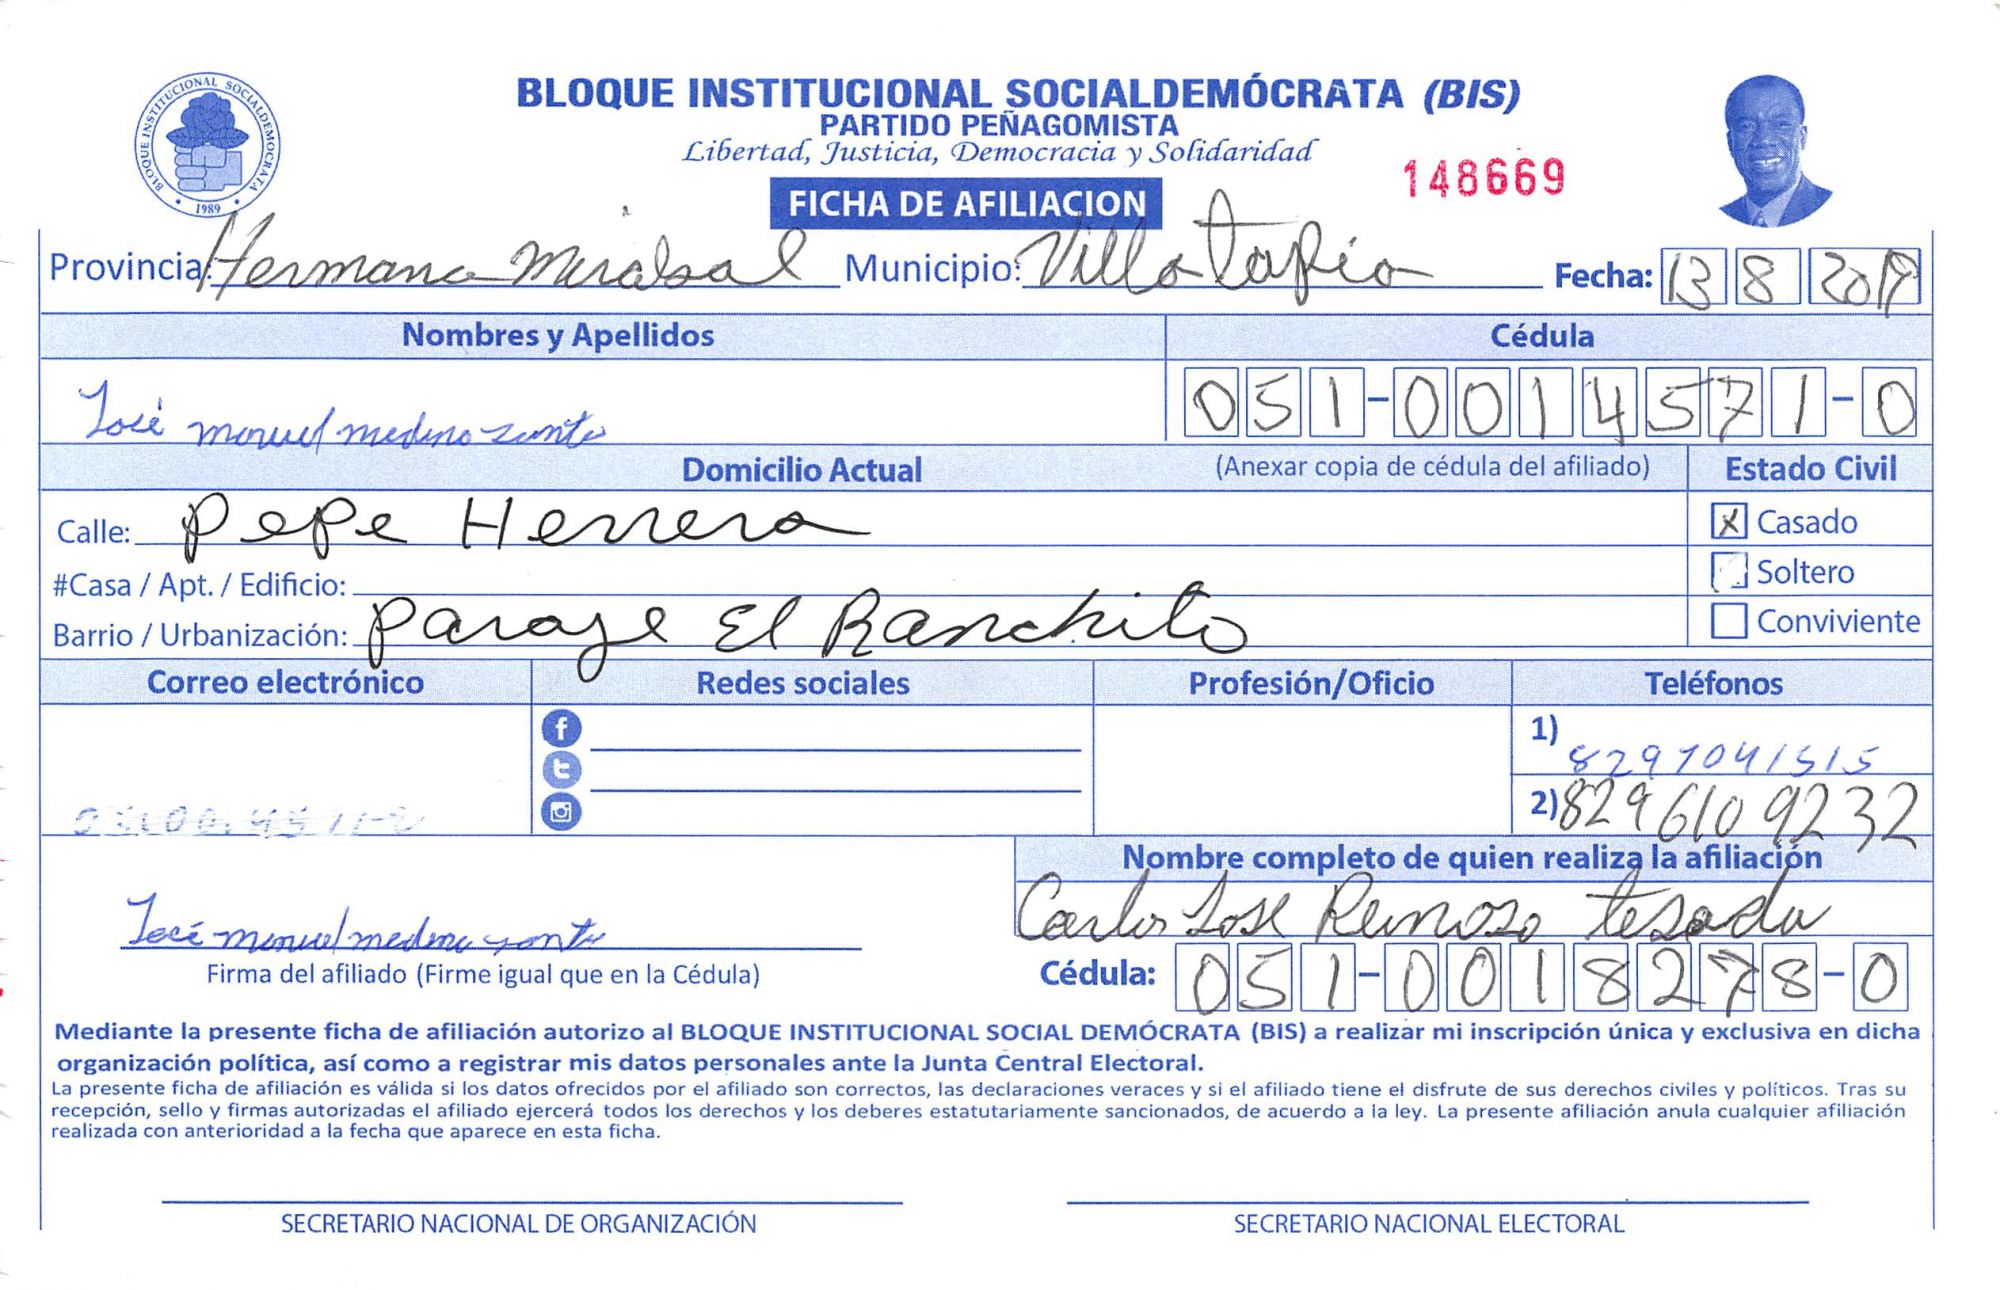 BLOQUE INSTITUCIONAL SOCIALDEMOCRATA
1989
BLOQUE INSTITUCIONAL SOCIALDEMÓCRATA (BIS)
PARTIDO PEÑAGOMISTA
Libertad, Justicia, Democracia y Solidaridad
148669
FICHA DE AFILIACION
Provincia: Hermana Mirabal Municipio: Villa Tapia Fecha: 13 8 2019
Nombres y Apellidos Cédula
José manuel medina santo 051-0014571-0
Domicilio Actual (Anexar copia de cédula del afiliado) Estado Civil
Calle: Pepe Herrera X Casado
#Casa / Apt. / Edificio: Soltero
Barrio / Urbanización: Paraje El Ranchito Conviviente
Correo electrónico Redes sociales Profesión/Oficio Teléfonos
1) 8297041515
2) 8296109232
Nombre completo de quien realiza la afiliación
Carlos José Reinoso tesada
José manuel medina santo
Firma del afiliado (Firme igual que en la Cédula) Cédula: 051-0018278-0
Mediante la presente ficha de afiliación autorizo al BLOQUE INSTITUCIONAL SOCIAL DEMÓCRATA (BIS) a realizar mi inscripción única y exclusiva en dicha
organización política, así como a registrar mis datos personales ante la Junta Central Electoral.
La presente ficha de afiliación es válida si los datos ofrecidos por el afiliado son correctos, las declaraciones veraces y si el afiliado tiene el disfrute de sus derechos civiles y políticos. Tras su
recepción, sello y firmas autorizadas el afiliado ejercerá todos los derechos y los deberes estatutariamente sancionados, de acuerdo a la ley. La presente afiliación anula cualquier afiliación
realizada con anterioridad a la fecha que aparece en esta ficha.
SECRETARIO NACIONAL DE ORGANIZACIÓN SECRETARIO NACIONAL ELECTORAL